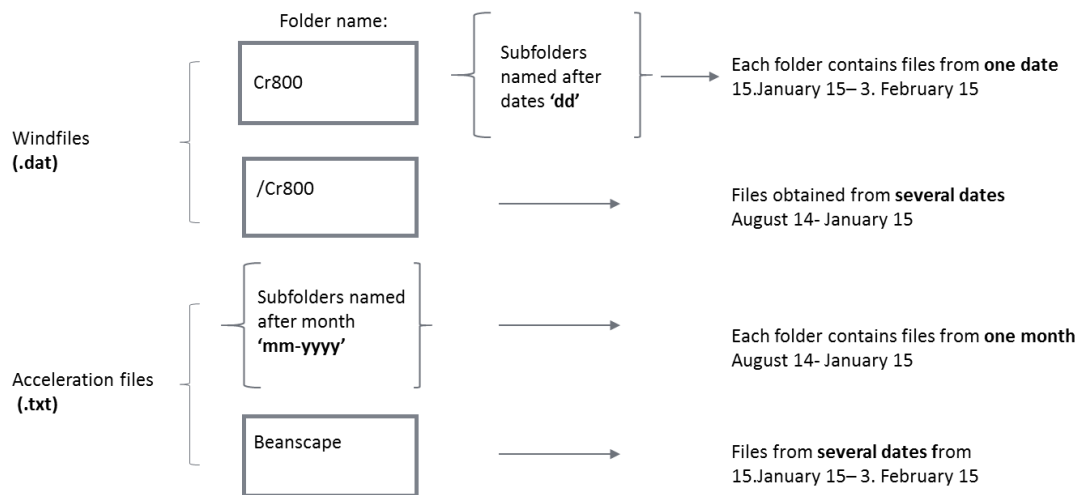 Folder name:
Windfiles
(.dat)
Cr800
Subfolders
named after
dates ‘dd’
Each folder contains files from one date
15.January 15– 3. February 15
/Cr800
Files obtained from several dates
August 14- January 15
Acceleration files
(.txt)
Subfolders named
after month
‘mm-yyyy’
Each folder contains files from one month
August 14- January 15
Beanscape
Files from several dates from
15.January 15– 3. February 15